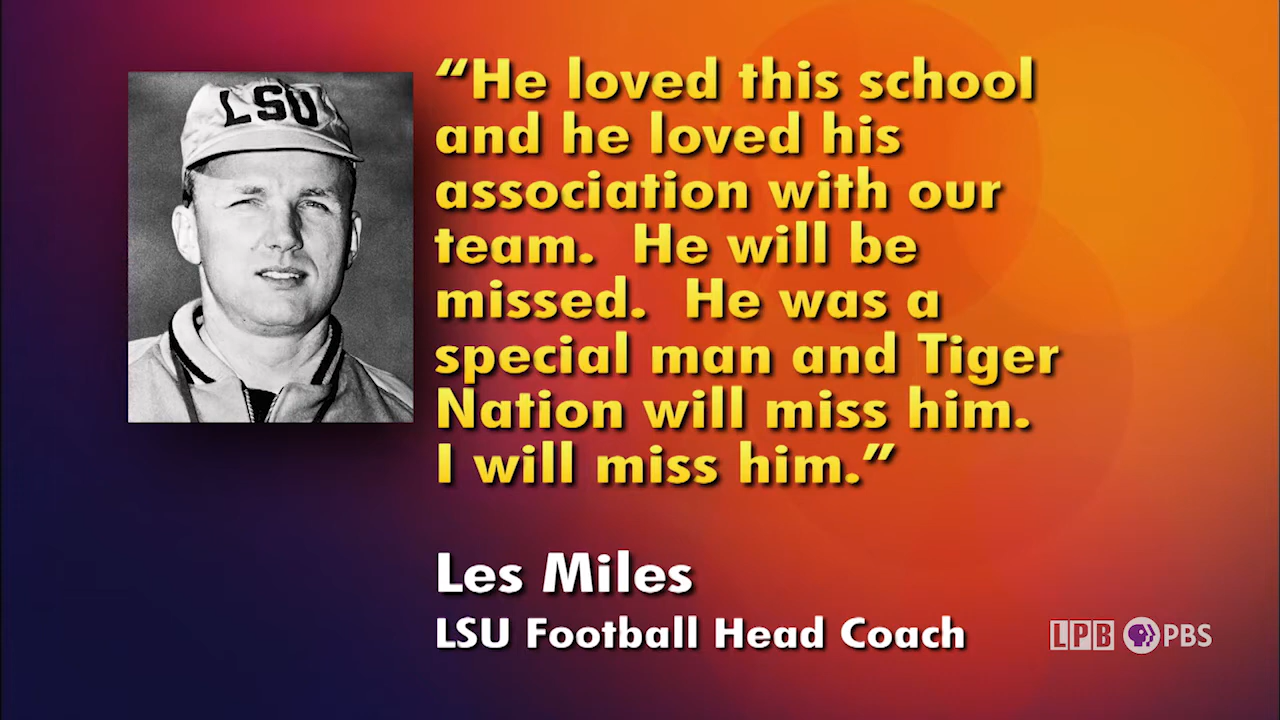 LSU
“He loved this school
and he loved his
association with our
team.  He will be
missed.  He was a
special man and Tiger
Nation will miss him.
I will miss him.”
Les Miles
LSU Football Head Coach
LPB PBS